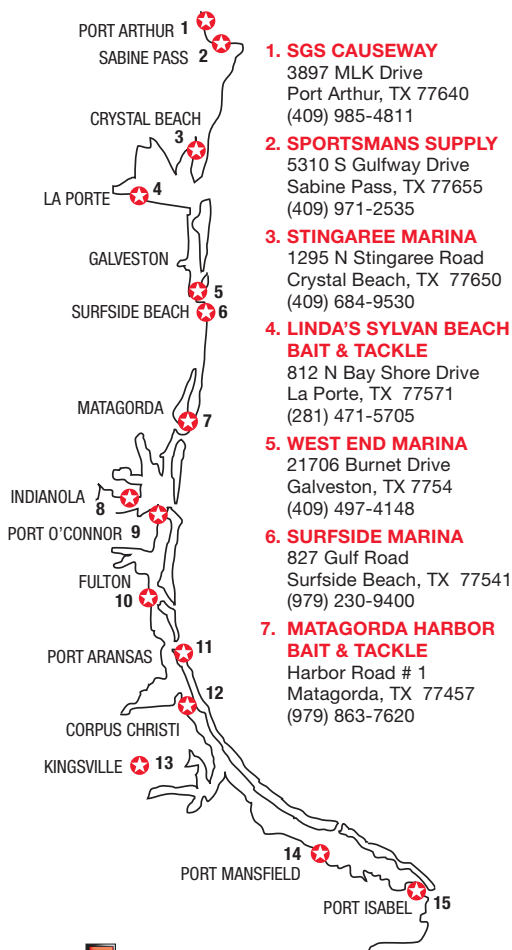 PORT ARTHUR 1
SABINE PASS 2
CRYSTAL BEACH
3
LA PORTE 4
GALVESTON
5
SURFSIDE BEACH 6
MATAGORDA
7
INDIANOLA
8
PORT O'CONNOR 9
FULTON
10
PORT ARANSAS
11
12
CORPUS CHRISTI
KINGSVILLE 13
14
PORT MANSFIELD
PORT ISABEL 15
1. SGS CAUSEWAY
3897 MLK Drive
Port Arthur, TX 77640
(409) 985-4811
2. SPORTSMANS SUPPLY
5310 S Gulfway Drive
Sabine Pass, TX 77655
(409) 971-2535
3. STINGAREE MARINA
1295 N Stingaree Road
Crystal Beach, TX 77650
(409) 684-9530
4. LINDA'S SYLVAN BEACH
BAIT & TACKLE
812 N Bay Shore Drive
La Porte, TX 77571
(281) 471-5705
5. WEST END MARINA
21706 Burnet Drive
Galveston, TX 7754
(409) 497-4148
6. SURFSIDE MARINA
827 Gulf Road
Surfside Beach, TX 77541
(979) 230-9400
7. MATAGORDA HARBOR
BAIT & TACKLE
Harbor Road # 1
Matagorda, TX 77457
(979) 863-7620